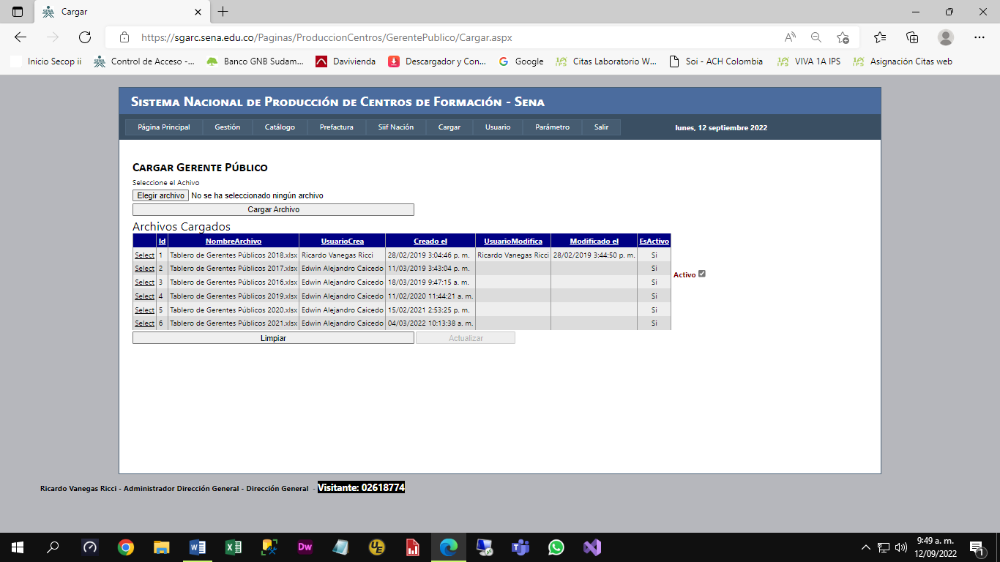 Cargar
https://sgarc.sena.edu.co/Paginas/ProduccionCentros/GerentePublico/Cargar.aspx
Inicio Secop ii Control de Acceso -... Banco GNB Sudam... Davivienda Descargador y Con... Google Citas Laboratorio W... Soi - ACH Colombia VIVA 1A IPS Asignación Citas web
Sistema Nacional de Producción de Centros de Formación - Sena
Página Principal Gestión Catálogo Prefactura Siif Nación Cargar Usuario Parámetro Salir lunes, 12 septiembre 2022
Cargar Gerente Público
Seleccione el Achivo
Elegir archivo No se ha seleccionado ningún archivo
Cargar Archivo
Archivos Cargados
Id NombreArchivo UsuarioCrea Creado el UsuarioModifica Modificado el EsActivo
Select 1 Tablero de Gerentes Públicos 2018.xlsx Ricardo Vanegas Ricci 28/02/2019 3:04:46 p. m. Ricardo Vanegas Ricci 28/02/2019 3:44:50 p. m. Si
Select 2 Tablero de Gerentes Públicos 2017.xlsx Edwin Alejandro Caicedo 11/03/2019 3:43:04 p. m. Si
Activo
Select 3 Tablero de Gerentes Públicos 2016.xlsx Edwin Alejandro Caicedo 18/03/2019 9:47:15 a. m. Si
Select 4 Tablero de Gerentes Públicos 2019.xlsx Edwin Alejandro Caicedo 11/02/2020 11:44:21 a. m. Si
Select 5 Tablero de Gerentes Públicos 2020.xlsx Edwin Alejandro Caicedo 15/02/2021 2:53:25 p. m. Si
Select 6 Tablero de Gerentes Públicos 2021.xlsx Edwin Alejandro Caicedo 04/03/2022 10:13:38 a. m. Si
Limpiar Actualizar
Ricardo Vanegas Ricci - Administrador Dirección General - Dirección General - Visitante: 02618774
Dw
UE
9:49 a. m.
12/09/2022
1